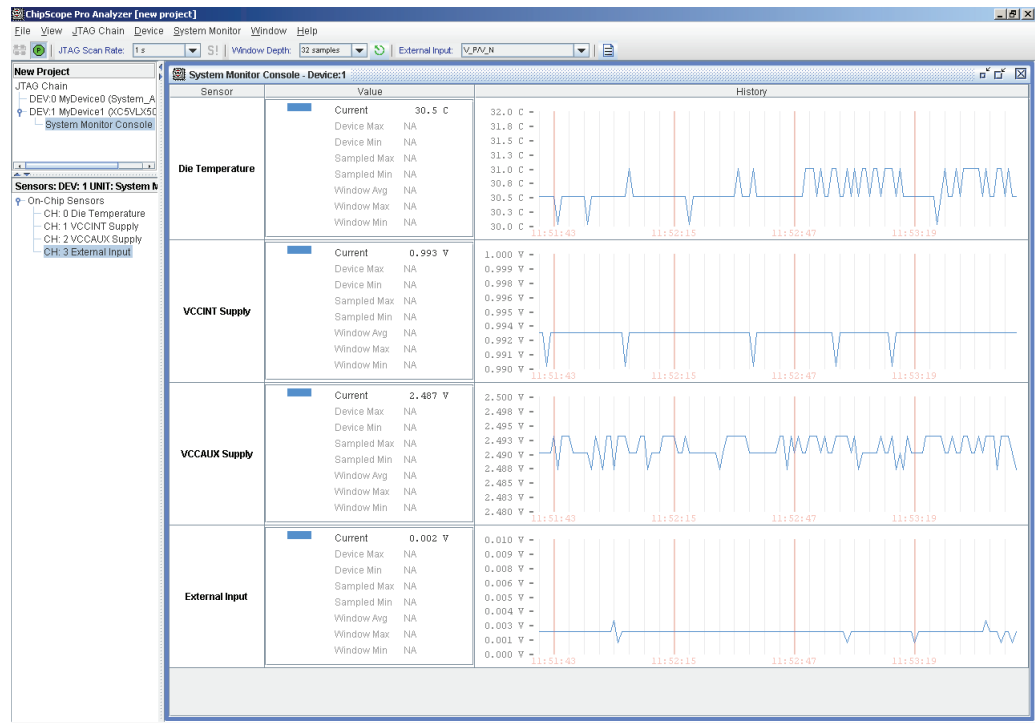 ChipScope Pro Analyzer [new project]
File View JTAG Chain Device System Monitor Window Help
JTAG Scan Rate: 1 s S! Window Depth: 32 samples External Input: V_P/V_N
New Project
JTAG Chain
DEV:0 MyDevice0 (System_A
DEV:1 MyDevice1 (XC5VLX50
System Monitor Console
Sensors: DEV: 1 UNIT: System M
On-Chip Sensors
CH: 0 Die Temperature
CH: 1 VCCINT Supply
CH: 2 VCCAUX Supply
CH: 3 External Input
System Monitor Console - Device:1
Sensor Value History
Die Temperature
Current 30.5 C
Device Max NA
Device Min NA
Sampled Max NA
Sampled Min NA
Window Avg NA
Window Max NA
Window Min NA
32.0 C
31.8 C
31.5 C
31.3 C
31.0 C
30.8 C
30.5 C
30.3 C
30.0 C
11:51:43 11:52:15 11:52:47 11:53:19
VCCINT Supply
Current 0.993 V
Device Max NA
Device Min NA
Sampled Max NA
Sampled Min NA
Window Avg NA
Window Max NA
Window Min NA
1.000 V
0.999 V
0.998 V
0.996 V
0.995 V
0.994 V
0.992 V
0.991 V
0.990 V
11:51:43 11:52:15 11:52:47 11:53:19
VCCAUX Supply
Current 2.487 V
Device Max NA
Device Min NA
Sampled Max NA
Sampled Min NA
Window Avg NA
Window Max NA
Window Min NA
2.500 V
2.498 V
2.495 V
2.493 V
2.490 V
2.488 V
2.485 V
2.483 V
2.480 V
11:51:43 11:52:15 11:52:47 11:53:19
External Input
Current 0.002 V
Device Max NA
Device Min NA
Sampled Max NA
Sampled Min NA
Window Avg NA
Window Max NA
Window Min NA
0.010 V
0.009 V
0.008 V
0.006 V
0.005 V
0.004 V
0.003 V
0.001 V
0.000 V
11:51:43 11:52:15 11:52:47 11:53:19